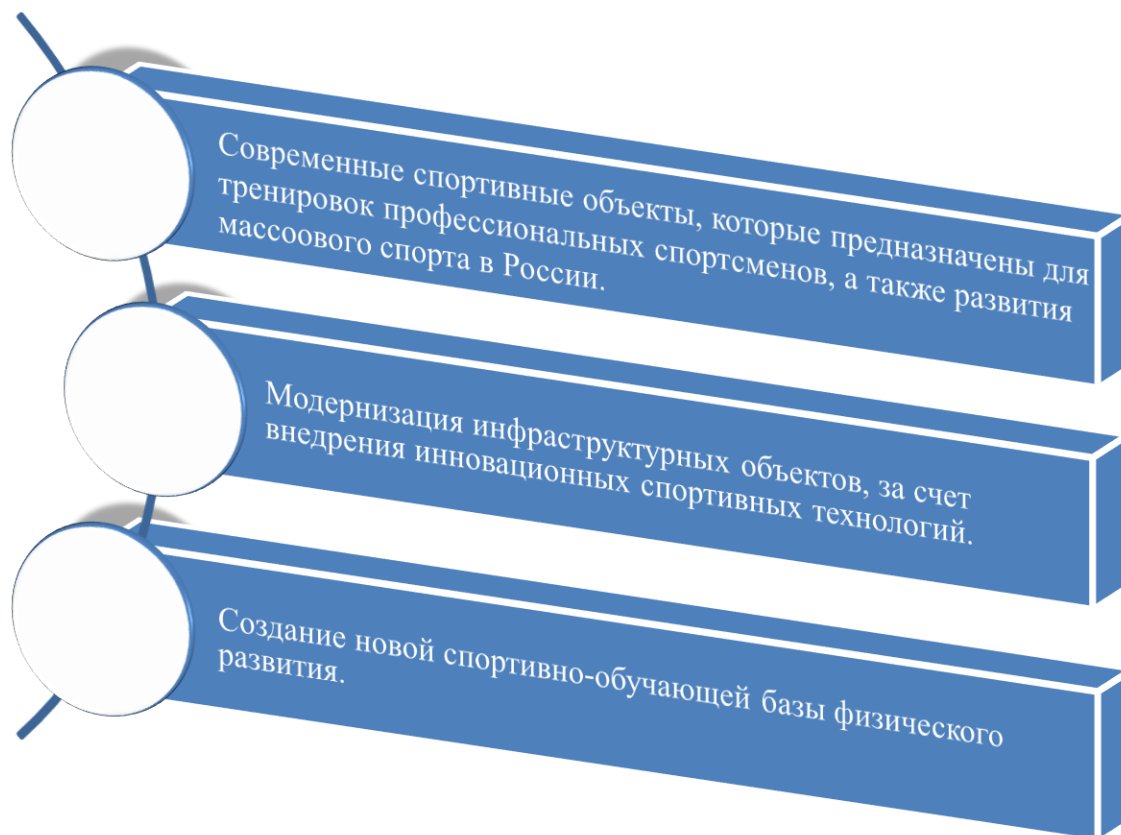 Современные спортивные объекты, которые предназначены для
тренировок профессиональных спортсменов, а также развития
массоового спорта в России.
Модернизация инфраструктурных объектов, за счет
внедрения инновационных спортивных технологий.
Создание новой спортивно-обучающей базы физического
развития.